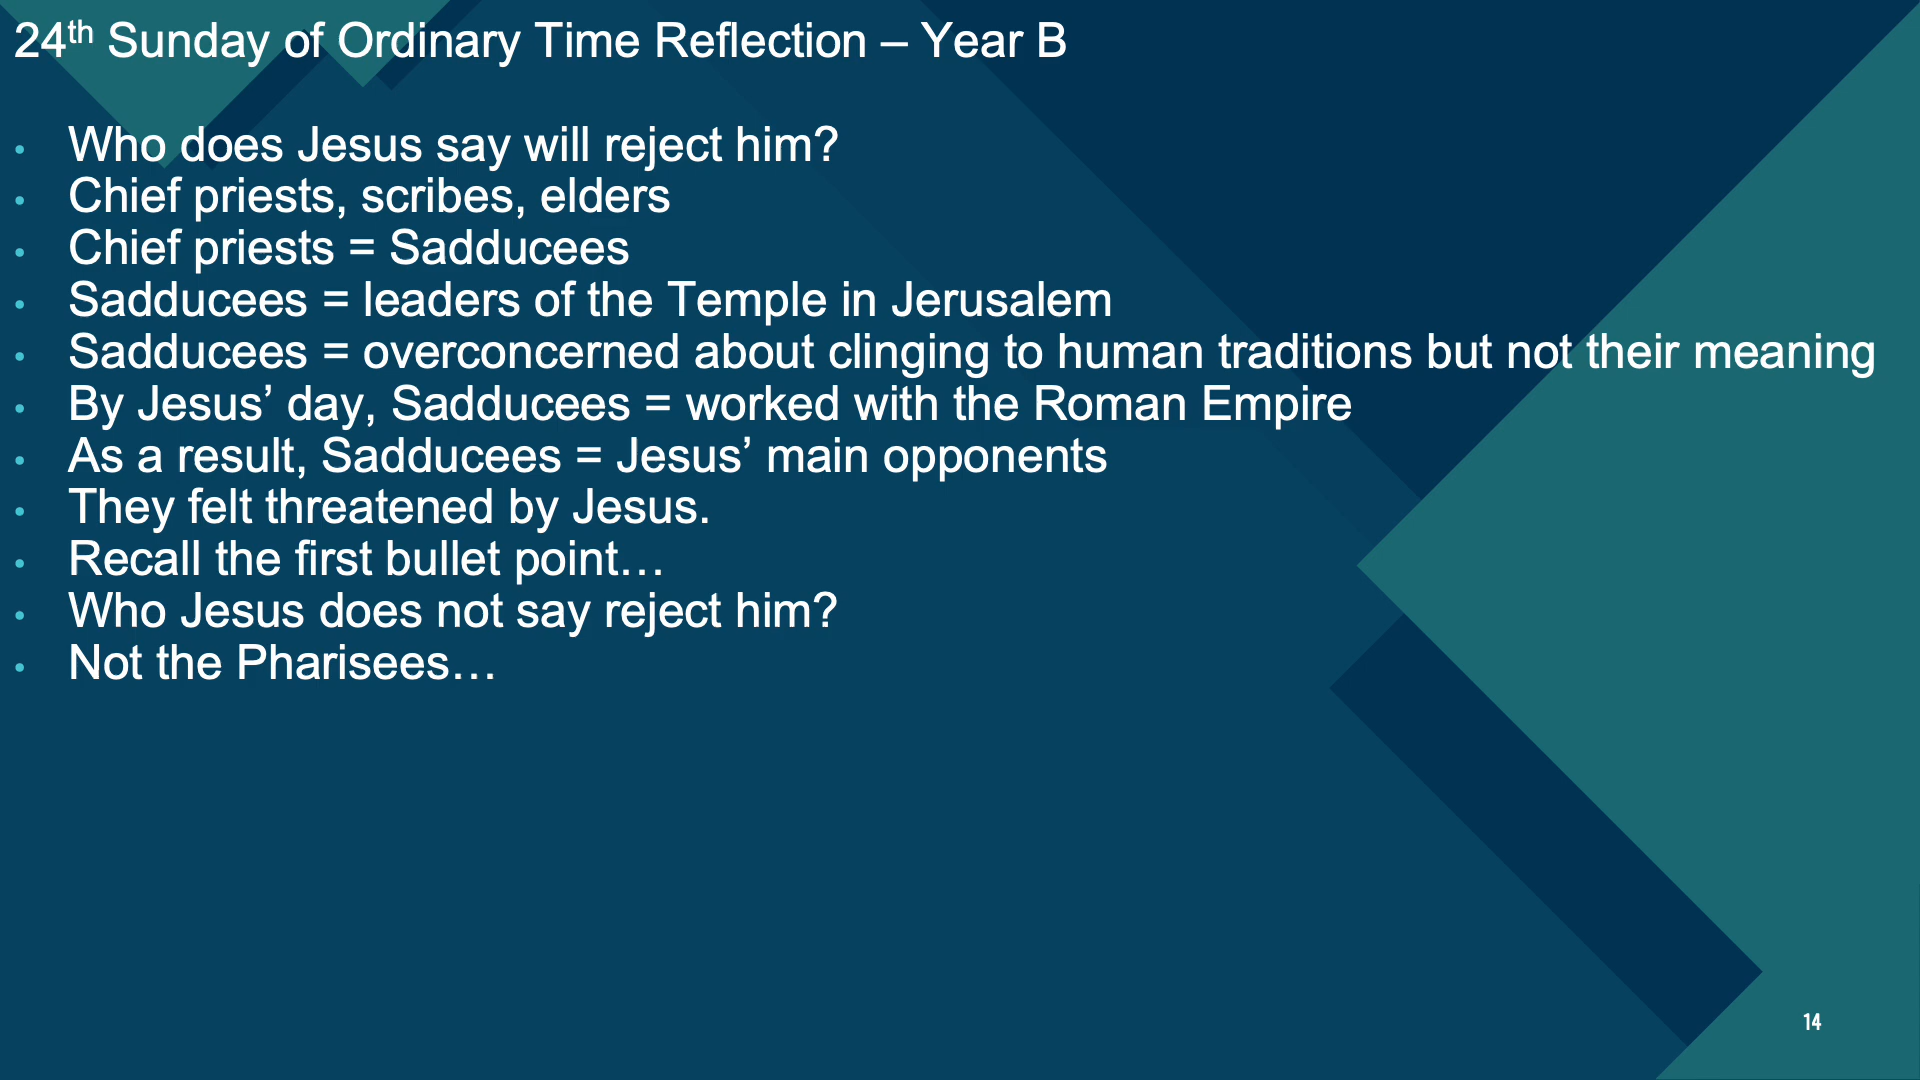 24th Sunday of Ordinary Time Reflection – Year B
• Who does Jesus say will reject him?
• Chief priests, scribes, elders
• Chief priests = Sadducees
• Sadducees = leaders of the Temple in Jerusalem
• Sadducees = overconcerned about clinging to human traditions but not their meaning
• By Jesus’ day, Sadducees = worked with the Roman Empire
• As a result, Sadducees = Jesus’ main opponents
• They felt threatened by Jesus.
• Recall the first bullet point…
• Who Jesus does not say reject him?
• Not the Pharisees…
14